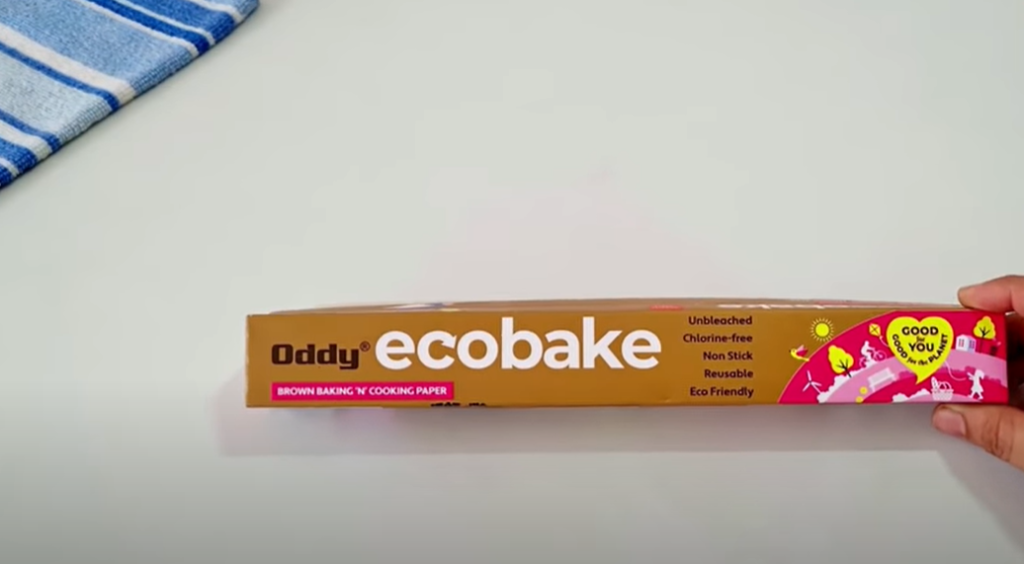 Oddy® ecobake
BROWN BAKING 'N' COOKING PAPER
Unbleached
Chlorine-free
Non Stick
Reusable
Eco Friendly
GOOD
for
YOU
GOOD for the PLANET